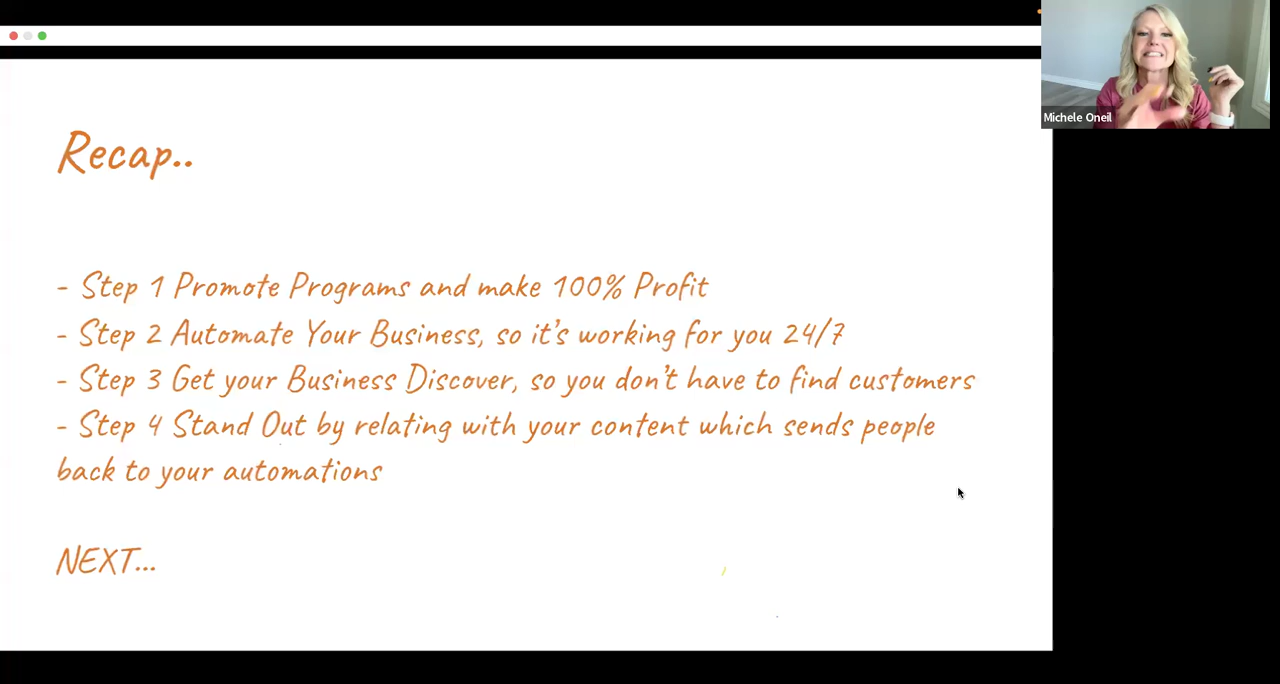 Recap..
- Step 1 Promote Programs and make 100% Profit
- Step 2 Automate Your Business, so it's working for you 24/7
- Step 3 Get your Business Discover, so you don't have to find customers
- Step 4 Stand Out by relating with your content which sends people
back to your automations
NEXT...
Michele Oneil